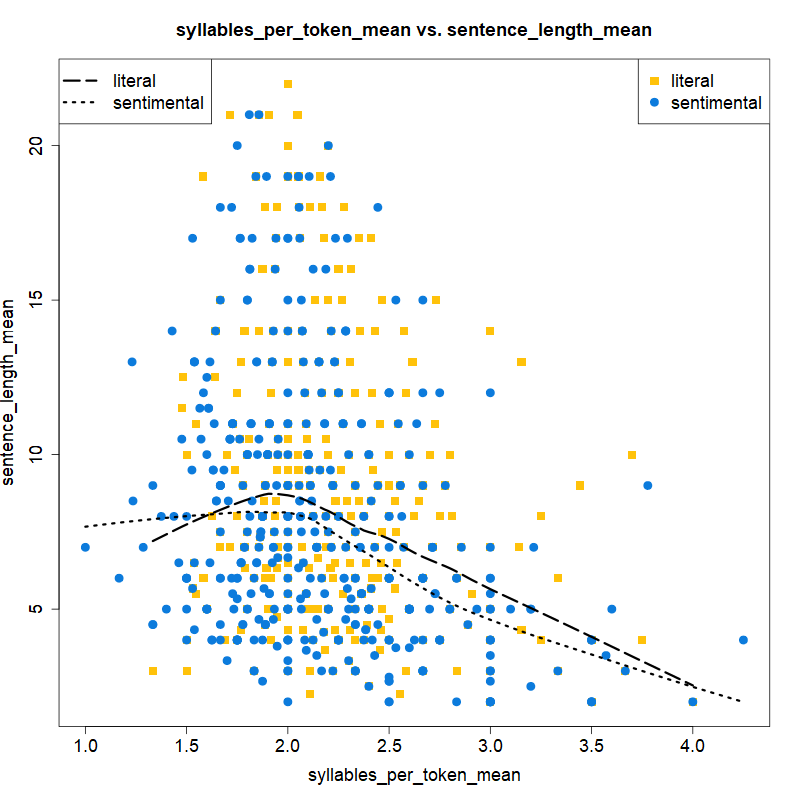 syllables_per_token_mean vs. sentence_length_mean
literal
sentimental
literal
sentimental
20
15
10
5
sentence_length_mean
1.0 1.5 2.0 2.5 3.0 3.5 4.0
syllables_per_token_mean